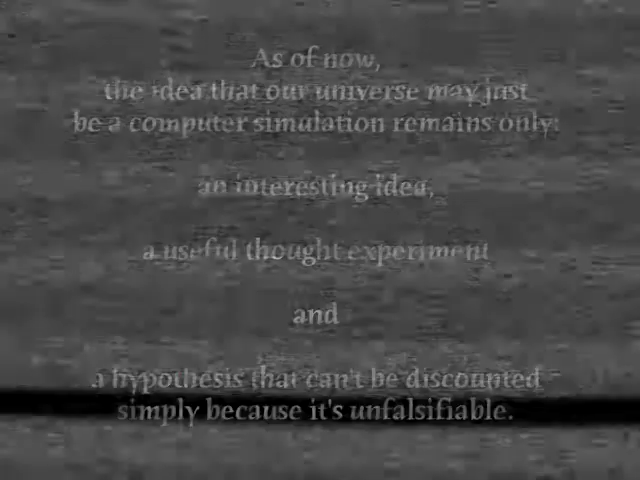 As of now,
the idea that our universe may just
be a computer simulation remains only:
an interesting idea,
a useful thought experiment
and
a hypothesis that can't be discounted
simply because it's unfalsifiable.